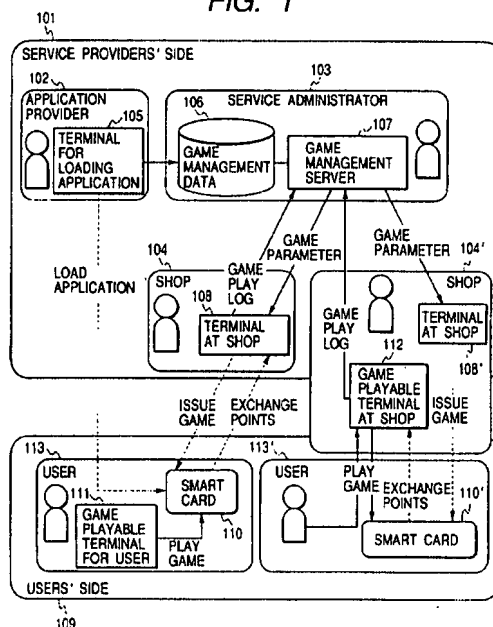 FIG. 1
101
SERVICE PROVIDERS' SIDE
102
APPLICATION
PROVIDER
105
TERMINAL
FOR
LOADING
APPLICATION
103
SERVICE ADMINISTRATOR
106
GAME
MANAGEMENT
DATA
107
GAME
MANAGEMENT
SERVER
LOAD
APPLICATION
104
SHOP
108
TERMINAL
AT SHOP
GAME
PLAY
LOG
GAME
PARAMETER
GAME
PARAMETER
104'
SHOP
TERMINAL
AT SHOP
108'
GAME
PLAY
LOG
112
GAME
PLAYABLE
TERMINAL
AT SHOP
ISSUE
GAME
ISSUE
GAME
EXCHANGE
POINTS
113
USER
111
GAME
PLAYABLE
TERMINAL
FOR USER
SMART
CARD
110
PLAY
GAME
113'
USER
PLAY
GAME
EXCHANGE
POINTS
110'
SMART CARD
USERS' SIDE
109